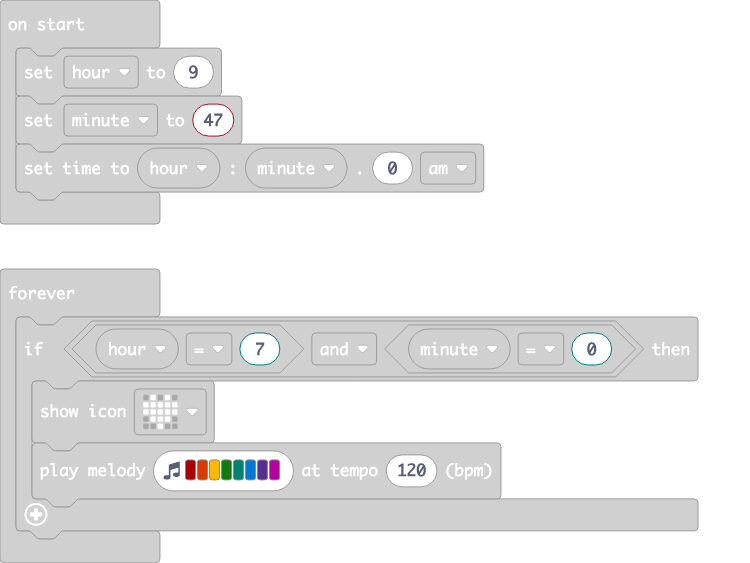 on start
set hour to 9
set minute to 47
set time to hour : minute . 0 am
forever
if hour = 7 and minute = 0 then
show icon
play melody at tempo 120 (bpm)